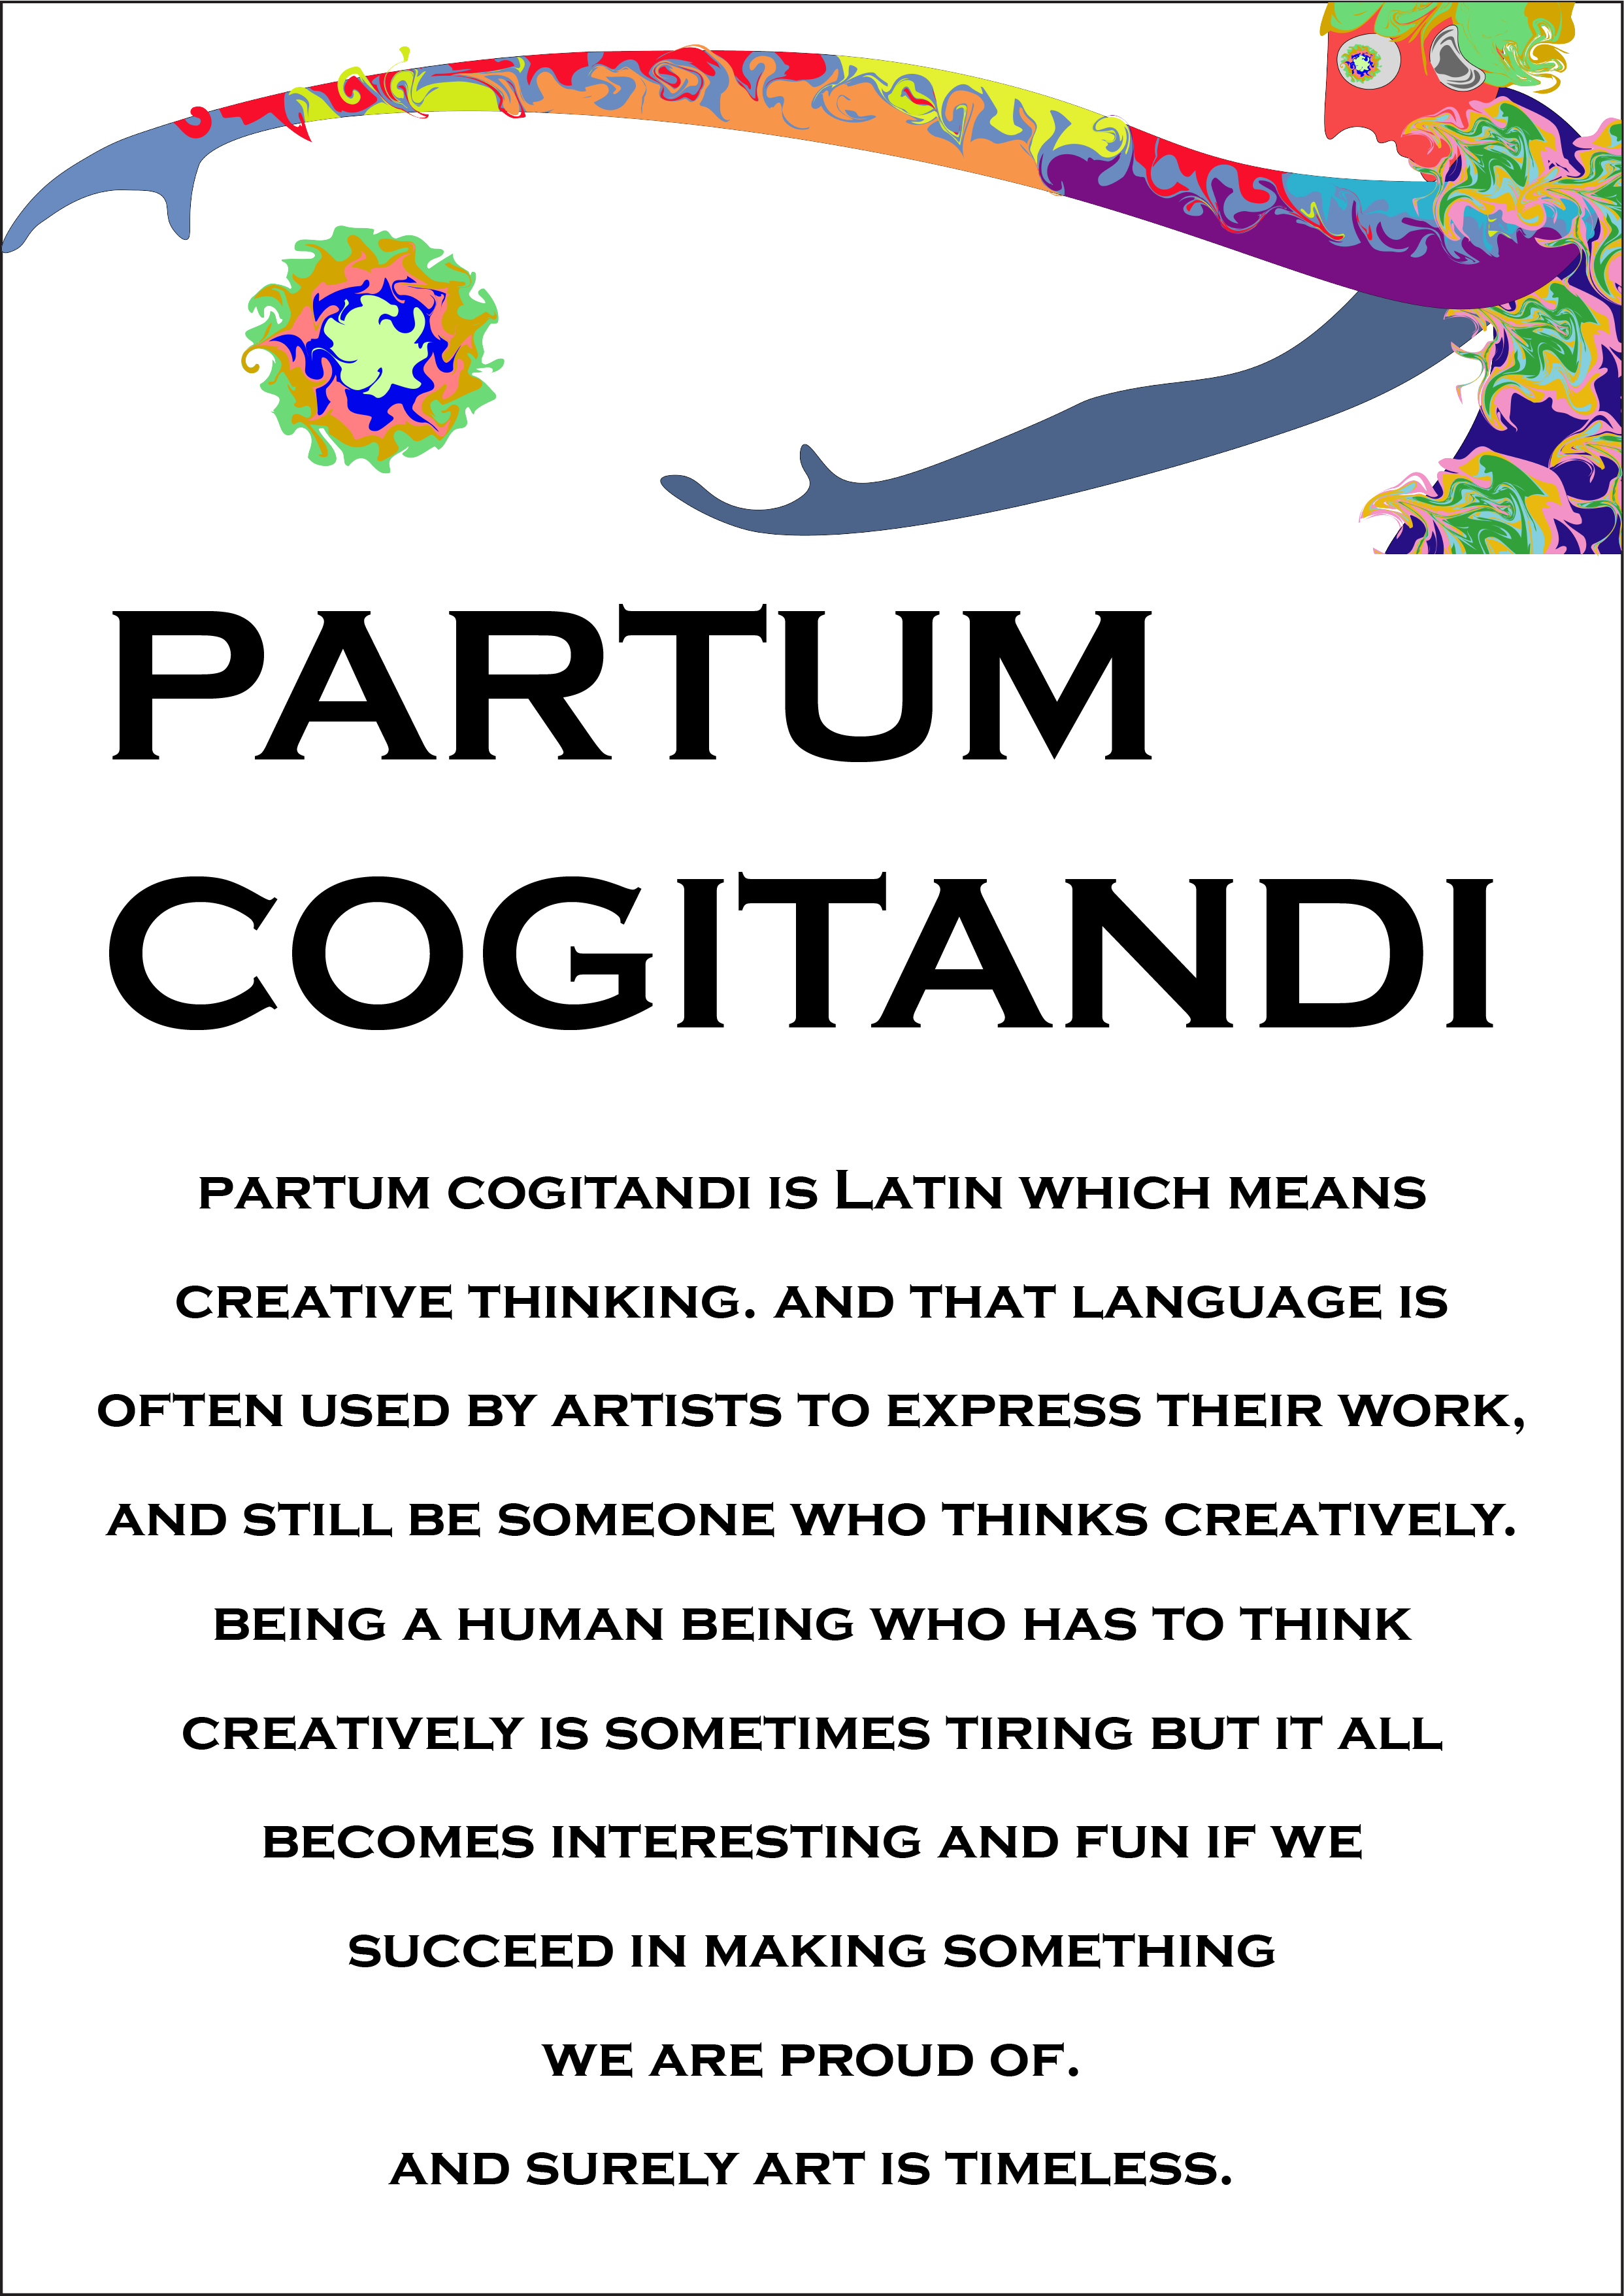 PARTUM
COGITANDI
PARTUM COGITANDI IS LATIN WHICH MEANS
CREATIVE THINKING. AND THAT LANGUAGE IS
OFTEN USED BY ARTISTS TO EXPRESS THEIR WORK,
AND STILL BE SOMEONE WHO THINKS CREATIVELY.
BEING A HUMAN BEING WHO HAS TO THINK
CREATIVELY IS SOMETIMES TIRING BUT IT ALL
BECOMES INTERESTING AND FUN IF WE
SUCCEED IN MAKING SOMETHING
WE ARE PROUD OF.
AND SURELY ART IS TIMELESS.